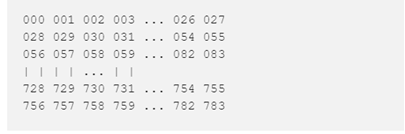 000 001 002 003 ... 026 027
028 029 030 031 ... 054 055
056 057 058 059 ... 082 083
| | | | ... | |
728 729 730 731 ... 754 755
756 757 758 759 ... 782 783